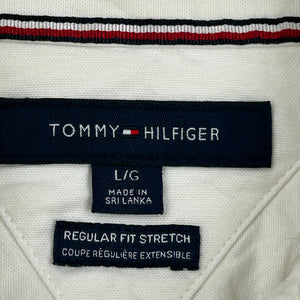 TOMMY HILFIGER
L/G
MADE IN
SRI LANKA
REGULAR FIT STRETCH
COUPE RÉGULIÈRE EXTENSIBLE